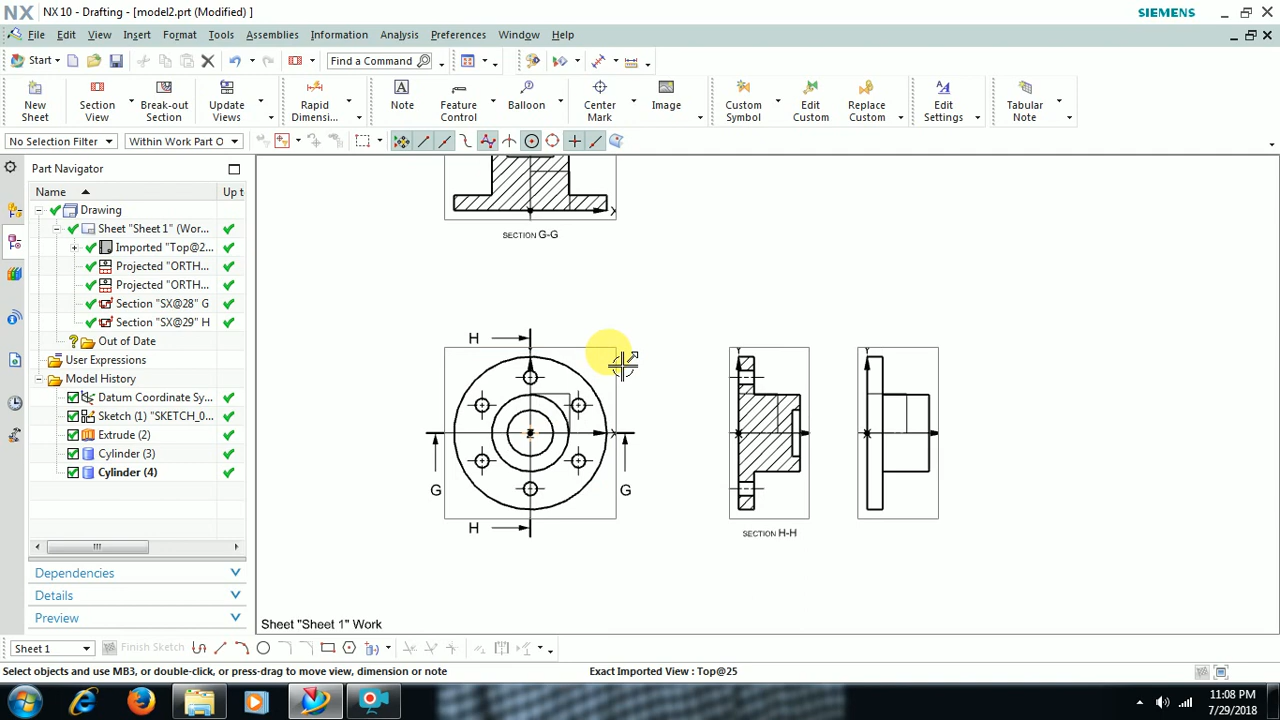 NX NX 10 - Drafting - [model2.prt (Modified) ] SIEMENS
File Edit View Insert Format Tools Assemblies Information Analysis Preferences Window Help
Start Find a Command
New Sheet
Section View
Break-out Section
Update Views
Rapid Dimension...
Note
Feature Control
Balloon
Center Mark
Image
Custom Symbol
Edit Custom
Replace Custom
Edit Settings
Tabular Note
No Selection Filter Within Work Part O
Part Navigator
Name Up t
Drawing
Sheet "Sheet 1" (Wor...
Imported "Top@2...
Projected "ORTH...
Projected "ORTH...
Section "SX@28" G
Section "SX@29" H
Out of Date
User Expressions
Model History
Datum Coordinate Sy...
Sketch (1) "SKETCH_0...
Extrude (2)
Cylinder (3)
Cylinder (4)
Dependencies
Details
Preview
X
SECTION G-G
H
X
G G
H
Y
SECTION H-H
Y
Sheet "Sheet 1" Work
Sheet 1 Finish Sketch
Select objects and use MB3, or double-click, or press-drag to move view, dimension or note Exact Imported View : Top@25
11:08 PM
7/29/2018